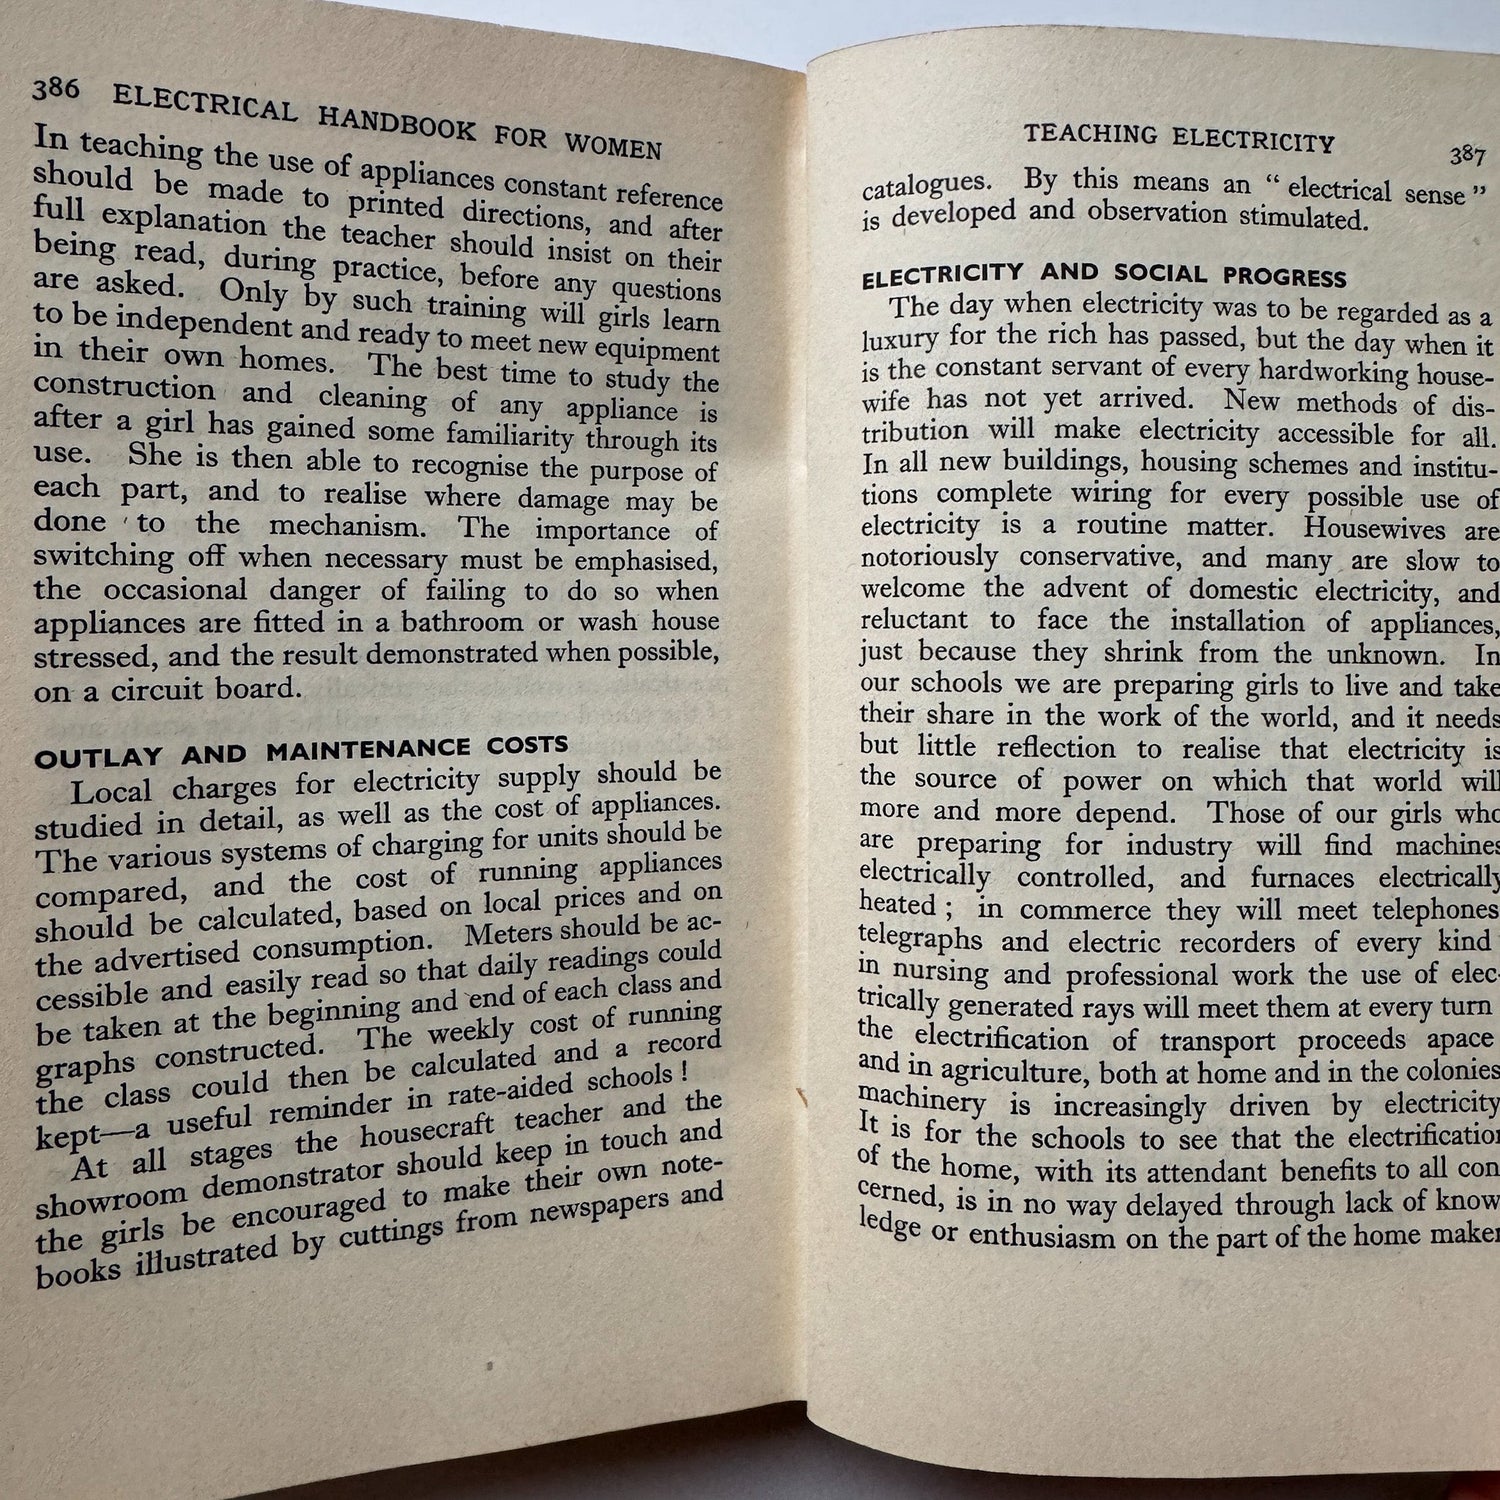 386 ELECTRICAL HANDBOOK FOR WOMEN
In teaching the use of appliances constant reference
should be made to printed directions, and after
full explanation the teacher should insist on their
being read, during practice, before any questions
are asked. Only by such training will girls learn
to be independent and ready to meet new equipment
in their own homes. The best time to study the
construction and cleaning of any appliance is
after a girl has gained some familiarity through its
use. She is then able to recognise the purpose of
each part, and to realise where damage may be
done to the mechanism. The importance of
switching off when necessary must be emphasised,
the occasional danger of failing to do so when
appliances are fitted in a bathroom or wash house
stressed, and the result demonstrated when possible,
on a circuit board.
OUTLAY AND MAINTENANCE COSTS
Local charges for electricity supply should be
studied in detail, as well as the cost of appliances.
The various systems of charging for units should be
compared, and the cost of running appliances
should be calculated, based on local prices and on
the advertised consumption. Meters should be ac-
cessible and easily read so that daily readings could
be taken at the beginning and end of each class and
graphs constructed. The weekly cost of running
the class could then be calculated and a record
kept—a useful reminder in rate-aided schools!
At all stages the housecraft teacher and the
showroom demonstrator should keep in touch and
the girls be encouraged to make their own note-
books illustrated by cuttings from newspapers and
TEACHING ELECTRICITY 387
catalogues. By this means an "electrical sense"
is developed and observation stimulated.
ELECTRICITY AND SOCIAL PROGRESS
The day when electricity was to be regarded as a
luxury for the rich has passed, but the day when it
is the constant servant of every hardworking house-
wife has not yet arrived. New methods of dis-
tribution will make electricity accessible for all.
In all new buildings, housing schemes and institu-
tions complete wiring for every possible use of
electricity is a routine matter. Housewives are
notoriously conservative, and many are slow to
welcome the advent of domestic electricity, and
reluctant to face the installation of appliances,
just because they shrink from the unknown. In
our schools we are preparing girls to live and take
their share in the work of the world, and it needs
but little reflection to realise that electricity is
the source of power on which that world will
more and more depend. Those of our girls who
are preparing for industry will find machines
electrically controlled, and furnaces electrically
heated; in commerce they will meet telephones
telegraphs and electric recorders of every kind
in nursing and professional work the use of elec-
trically generated rays will meet them at every turn
the electrification of transport proceeds apace
and in agriculture, both at home and in the colonies
machinery is increasingly driven by electricity
It is for the schools to see that the electrification
of the home, with its attendant benefits to all con
cerned, is in no way delayed through lack of know
ledge or enthusiasm on the part of the home maker